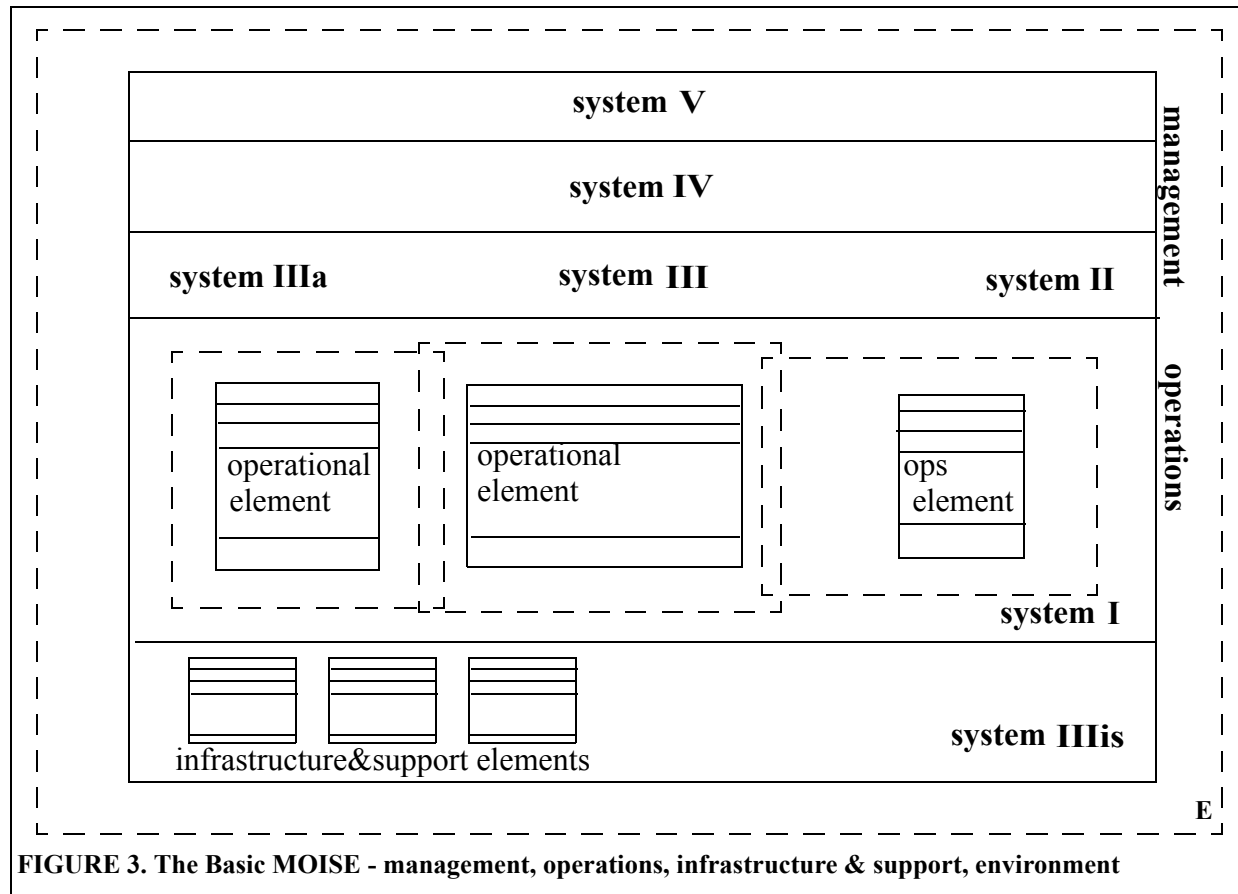 system V
management
system IV
system IIIa
system III
system II
operations
operational
element
operational
element
ops
element
system I
system IIIis
infrastructure&support elements
E
FIGURE 3. The Basic MOISE - management, operations, infrastructure & support, environment